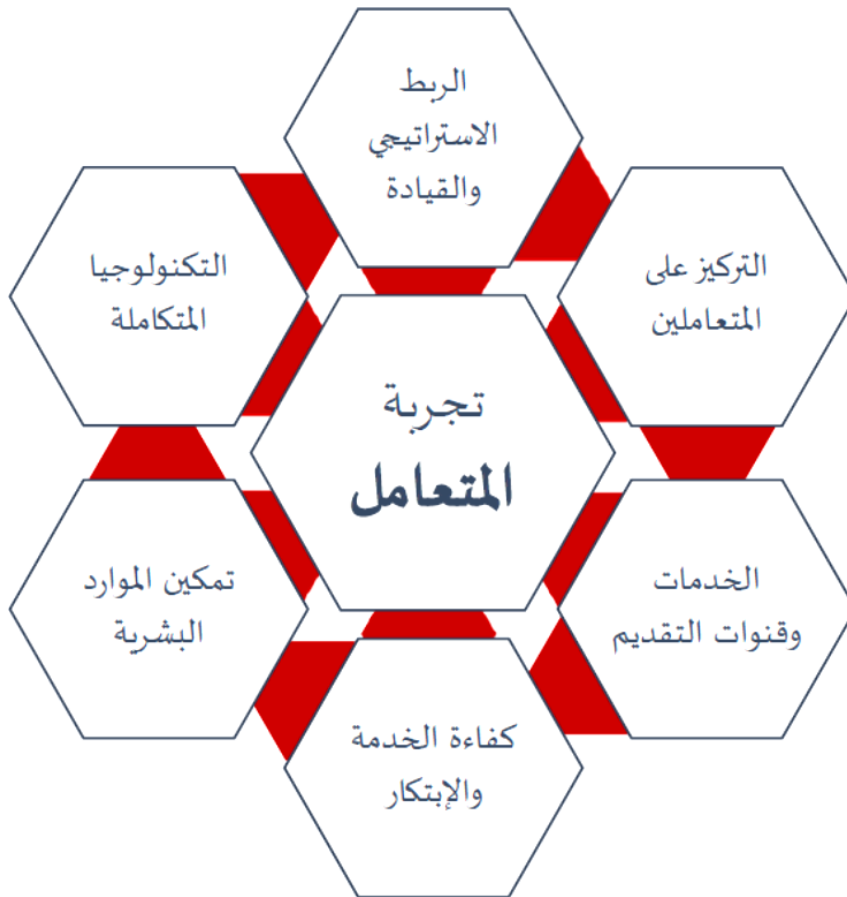 الربط
الاستراتيجي
والقيادة
التركيز على
المتعاملين
الخدمات
وقنوات التقديم
كفاءة الخدمة
والإبتكار
تمكين الموارد
البشرية
التكنولوجيا
المتكاملة
تجربة
المتعامل